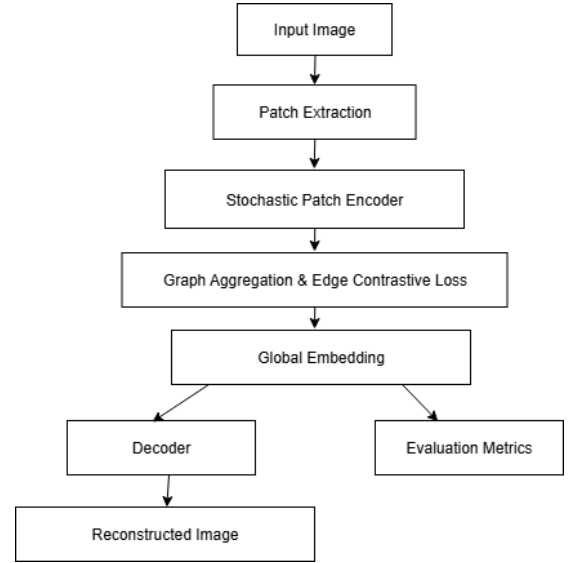 Input Image
Patch Extraction
Stochastic Patch Encoder
Graph Aggregation & Edge Contrastive Loss
Global Embedding
Decoder
Evaluation Metrics
Reconstructed Image